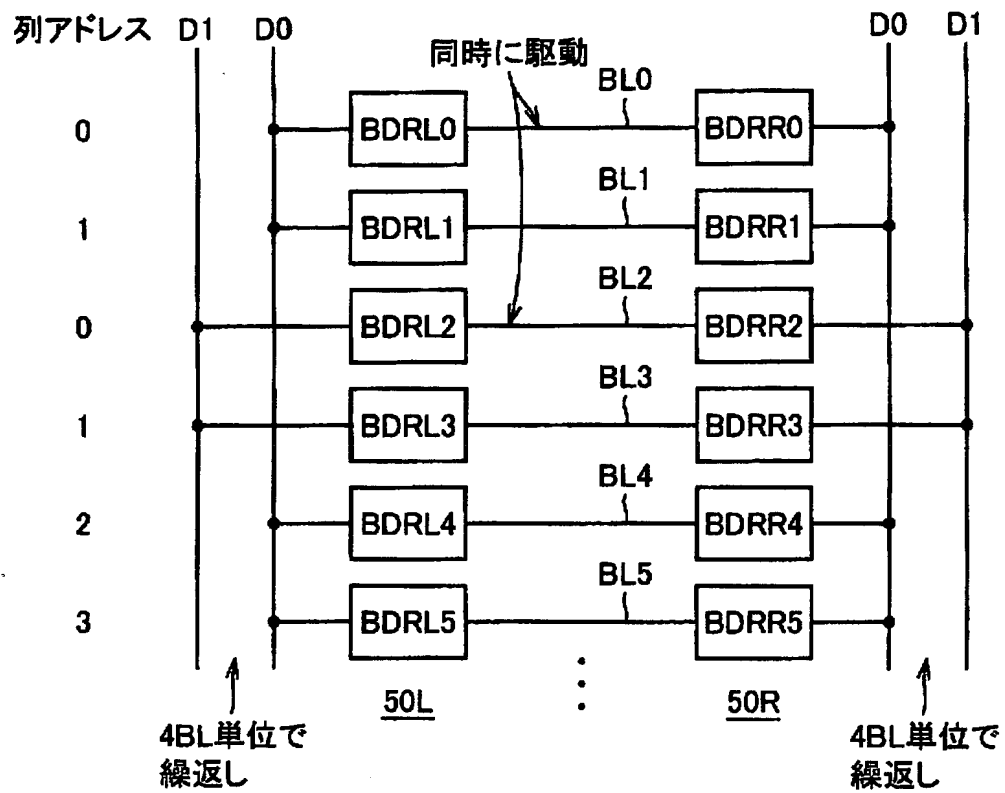 列アドレス D1 D0 D0 D1
同時に駆動
BL0
0 BDRL0 BDRR0
BL1
1 BDRL1 BDRR1
BL2
0 BDRL2 BDRR2
BL3
1 BDRL3 BDRR3
BL4
2 BDRL4 BDRR4
BL5
3 BDRL5 BDRR5
50L 50R
4BL単位で
繰返し
4BL単位で
繰返し